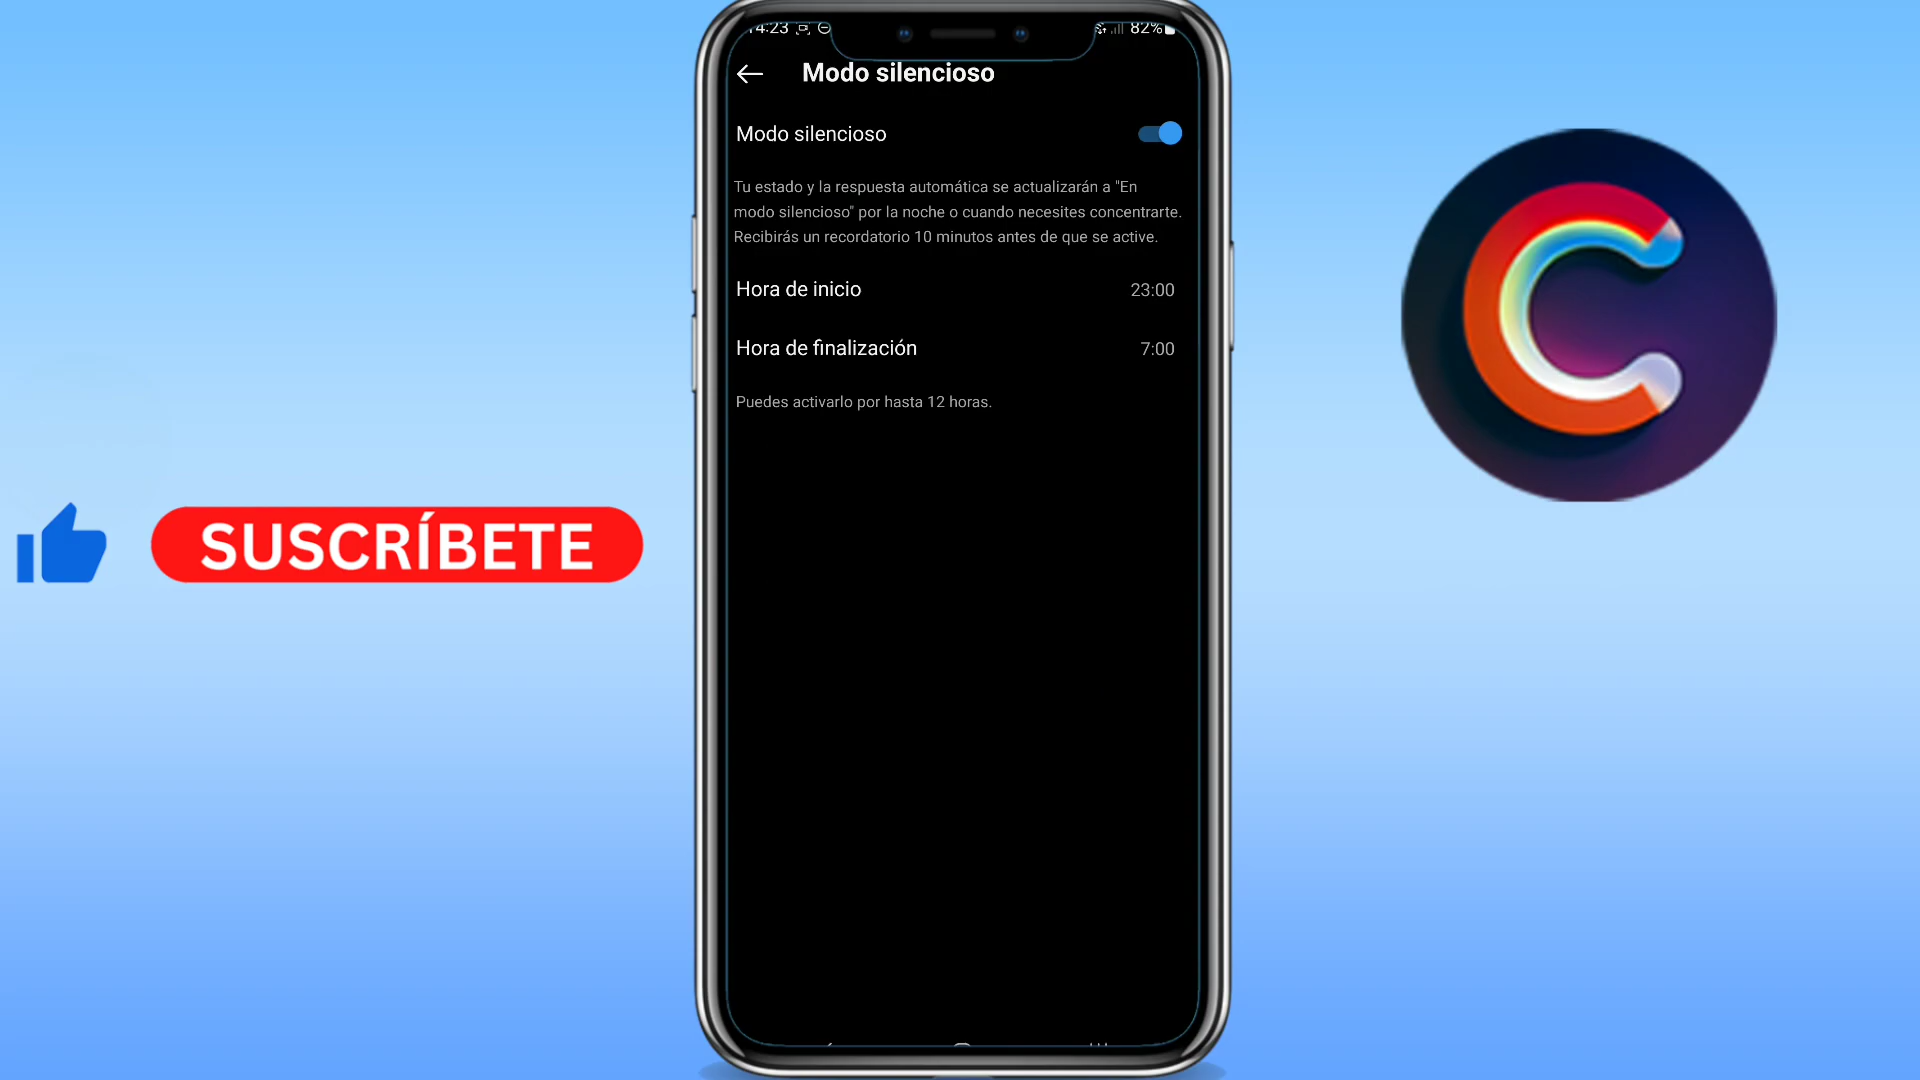 14:23 82%
Modo silencioso
Modo silencioso
Tu estado y la respuesta automática se actualizarán a "En
modo silencioso" por la noche o cuando necesites concentrarte.
Recibirás un recordatorio 10 minutos antes de que se active.
Hora de inicio 23:00
Hora de finalización 7:00
Puedes activarlo por hasta 12 horas.
SUSCRÍBETE
C